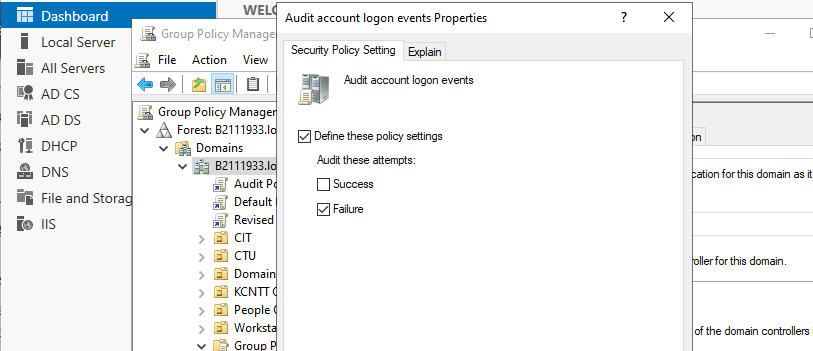 Dashboard
Local Server
All Servers
AD CS
AD DS
DHCP
DNS
File and Storag
IIS
WELC
Group Policy Manager
File Action View
Group Policy Manager
Forest: B2111933.lo
Domains
B2111933.lo
Audit Po
Default
Revised
CIT
CTU
Domain
KCNTT
People
Worksta
Group P
Audit account logon events Properties
? ×
Security Policy Setting Explain
Audit account logon events
Define these policy settings
Audit these attempts:
Success
Failure
on
cation for this domain as it
roller for this domain.
of the domain controllers